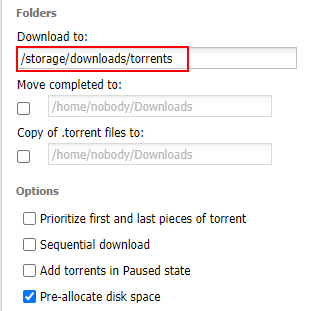 Folders
Download to:
/storage/downloads/torrents
Move completed to:
/home/nobody/Downloads
Copy of .torrent files to:
/home/nobody/Downloads
Options
Prioritize first and last pieces of torrent
Sequential download
Add torrents in Paused state
Pre-allocate disk space